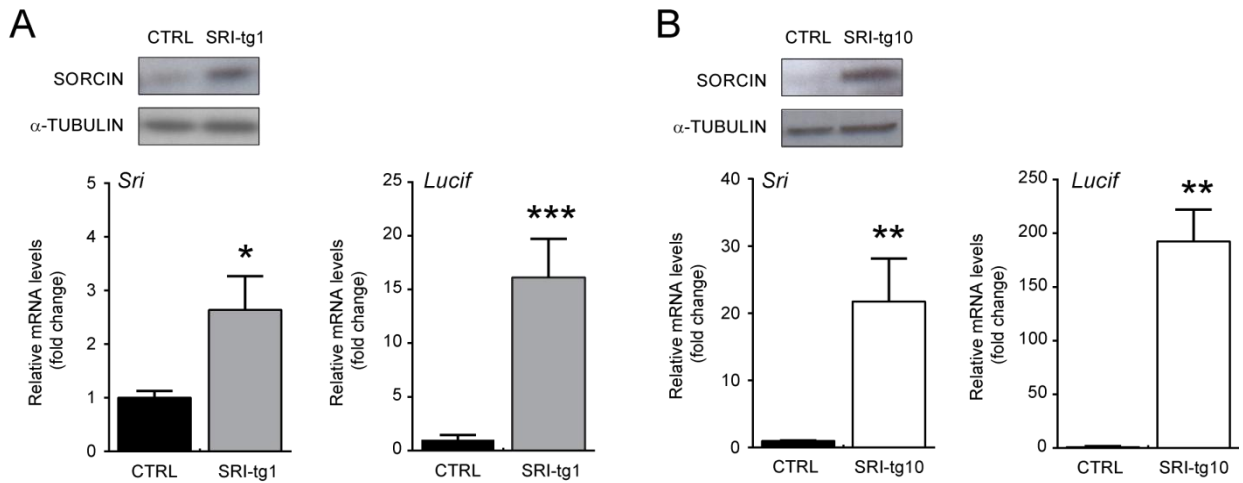 A
CTRL SRI-tg1
SORCIN
α-TUBULIN
Sri
Relative mRNA levels
(fold change)
5
4
3
2
1
0
*
CTRL SRI-tg1
Lucif
Relative mRNA levels
(fold change)
25
20
15
10
5
0
***
CTRL SRI-tg1
B
CTRL SRI-tg10
SORCIN
α-TUBULIN
Sri
Relative mRNA levels
(fold change)
40
30
20
10
0
**
CTRL SRI-tg10
Lucif
Relative mRNA levels
(fold change)
250
200
150
100
50
0
**
CTRL SRI-tg10